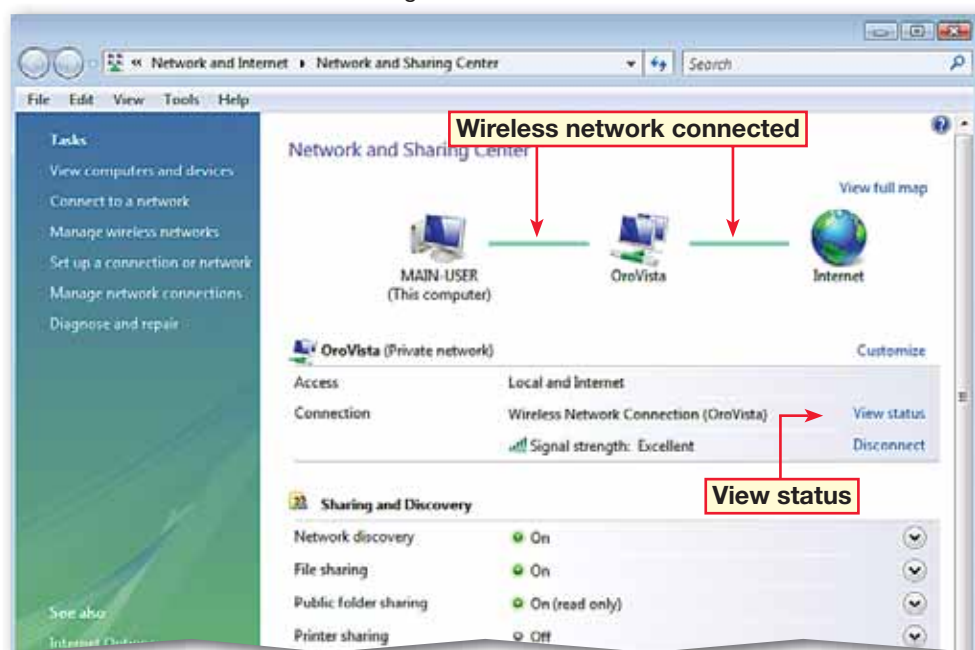 « Network and Internet ▸ Network and Sharing Center
Search
File Edit View Tools Help
Tasks
View computers and devices
Connect to a network
Manage wireless networks
Set up a connection or network
Manage network connections
Diagnose and repair
See also
Internet
Wireless network connected
Network and Sharing Center
View full map
MAIN-USER
(This computer)
OroVista
Internet
OroVista (Private network)
Customize
Access Local and Internet
Connection Wireless Network Connection (OroVista) View status
Signal strength: Excellent Disconnect
View status
Sharing and Discovery
Network discovery On
File sharing On
Public folder sharing On (read only)
Printer sharing Off